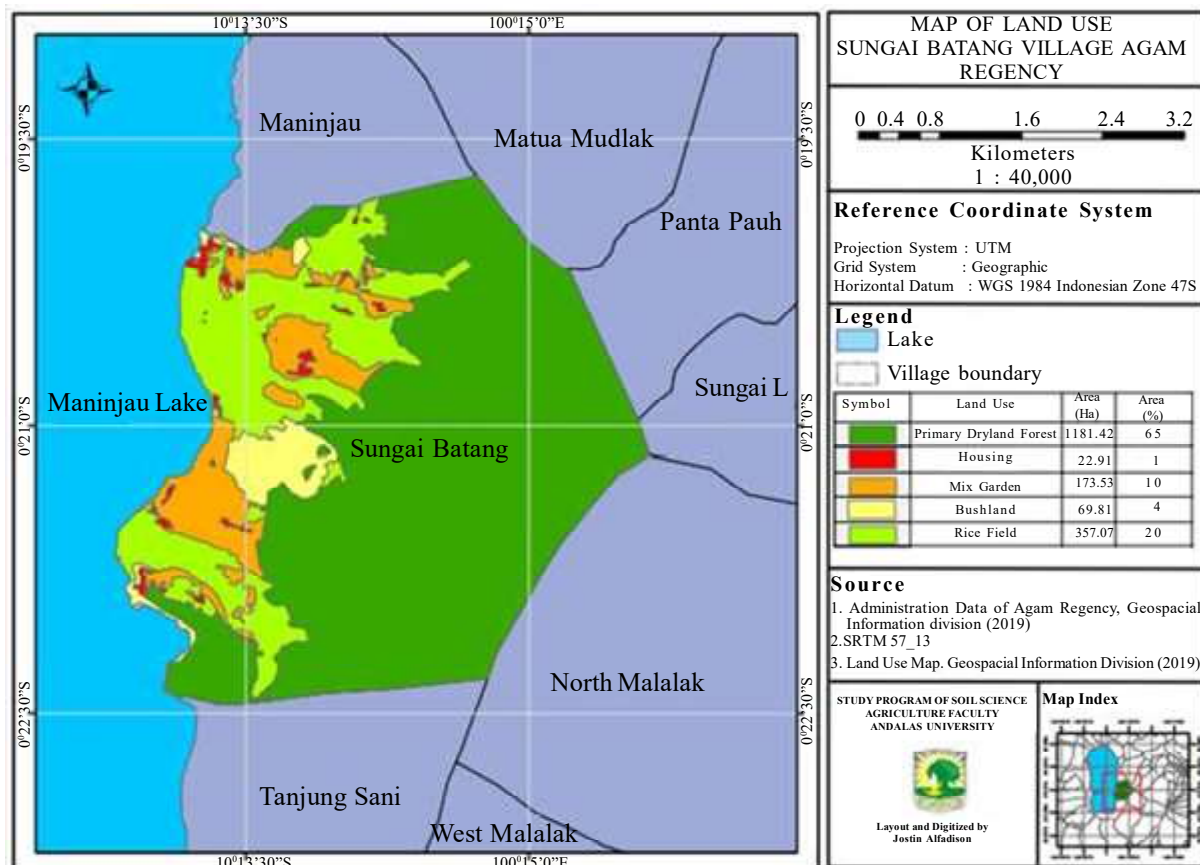 10⁰13'30"S
100⁰15'0"E
0⁰19'30"S
0⁰19'30"S
Maninjau
Matua Mudlak
Panta Pauh
Maninjau Lake
Sungai L
0⁰21'0"S
0⁰21'0"S
Sungai Batang
North Malalak
0⁰22'30"S
0⁰22'30"S
Tanjung Sani
West Malalak
10⁰13'30"S
100⁰15'0"E
MAP OF LAND USE
SUNGAI BATANG VILLAGE AGAM
REGENCY
0 0.4 0.8 1.6 2.4 3.2
Kilometers
1 : 40,000
Reference Coordinate System
Projection System : UTM
Grid System : Geographic
Horizontal Datum : WGS 1984 Indonesian Zone 47S
Legend
Lake
Village boundary
Symbol Land Use Area (Ha) Area (%)
Primary Dryland Forest 1181.42 65
Housing 22.91 1
Mix Garden 173.53 10
Bushland 69.81 4
Rice Field 357.07 20
Source
1. Administration Data of Agam Regency, Geospacial
Information division (2019)
2.SRTM 57_13
3. Land Use Map. Geospacial Information Division (2019)
STUDY PROGRAM OF SOIL SCIENCE
AGRICULTURE FACULTY
ANDALAS UNIVERSITY
Layout and Digitized by
Jostin Alfadison
Map Index